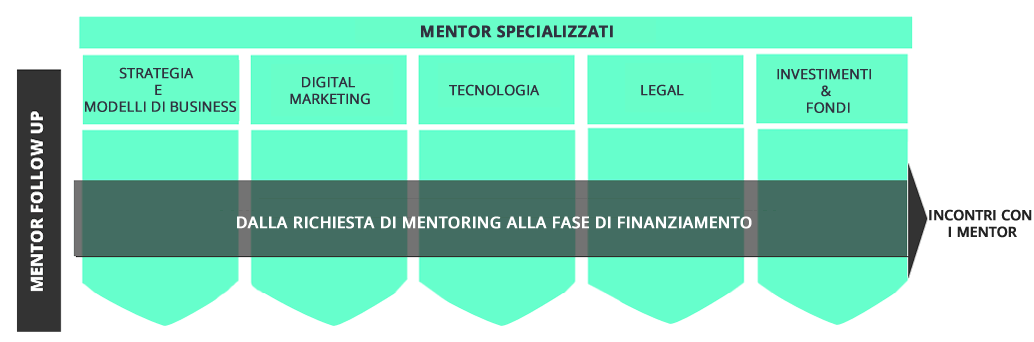 MENTOR SPECIALIZZATI
STRATEGIA
E
MODELLI DI BUSINESS
DIGITAL
MARKETING
TECNOLOGIA
LEGAL
INVESTIMENTI
&
FONDI
MENTOR FOLLOW UP
DALLA RICHIESTA DI MENTORING ALLA FASE DI FINANZIAMENTO
INCONTRI CON
I MENTOR